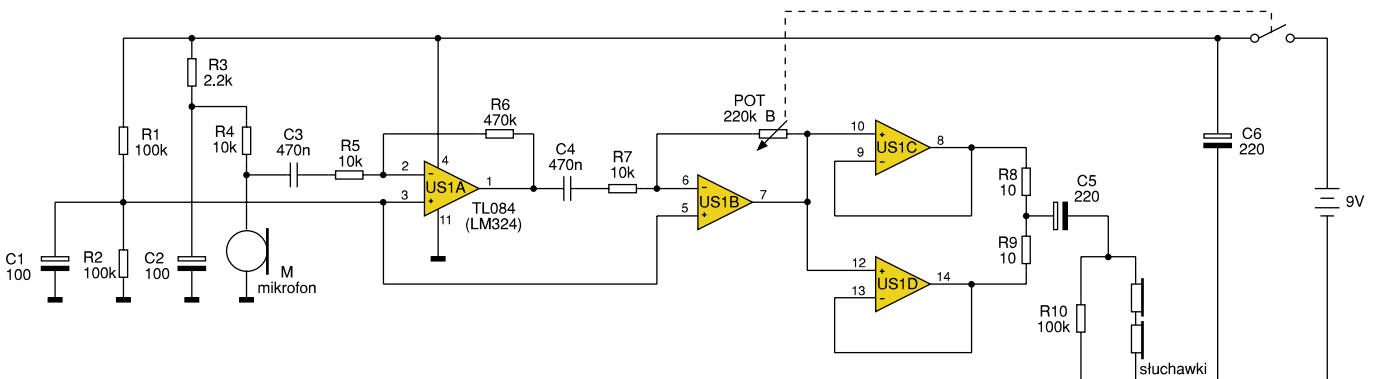 R3
2.2k
R1
100k
R4
10k
C3
470n
R5
10k
R6
470k
2
-
3
+
4
US1A
1
11
TL084
(LM324)
C4
470n
R7
10k
POT
220k B
6
-
5
+
US1B
7
10
+
9
-
US1C
8
12
+
13
-
US1D
14
R8
10
R9
10
C5
220
C6
220
9V
C1
100
R2
100k
C2
100
M
mikrofon
R10
100k
słuchawki